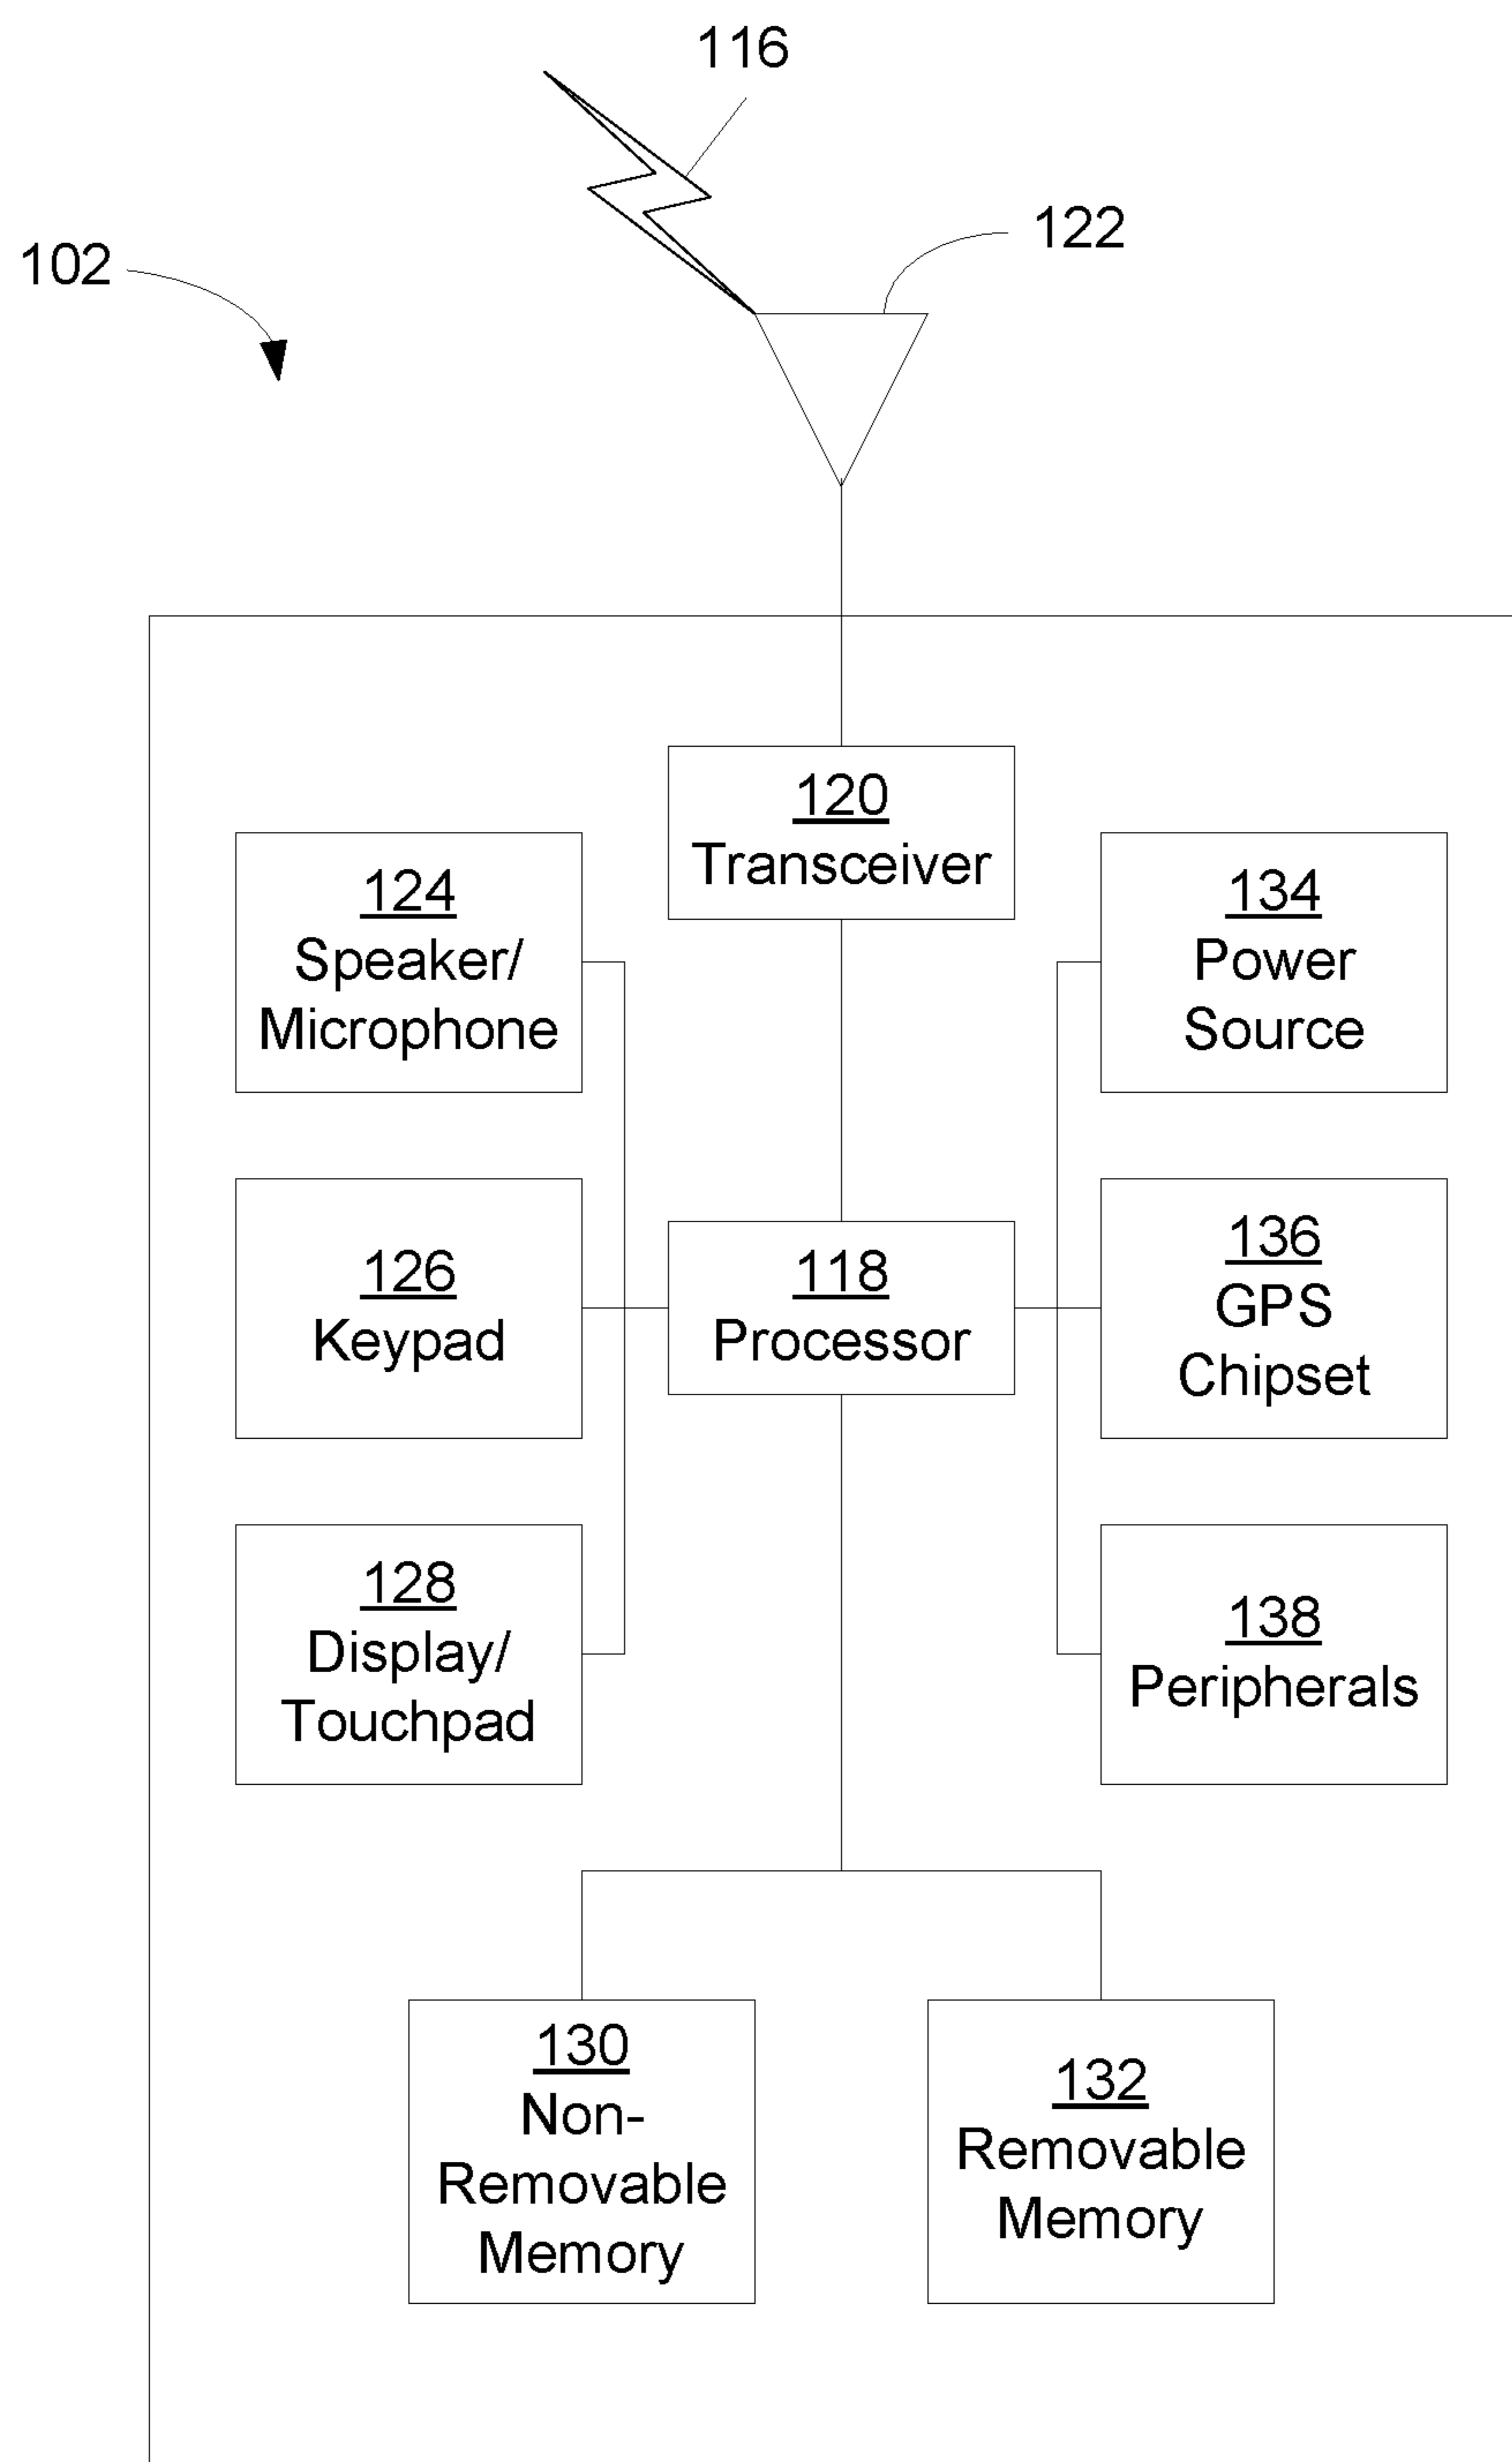 116
122
102
120
Transceiver
124
Speaker/
Microphone
134
Power
Source
126
Keypad
118
Processor
136
GPS
Chipset
128
Display/
Touchpad
138
Peripherals
130
Non-
Removable
Memory
132
Removable
Memory